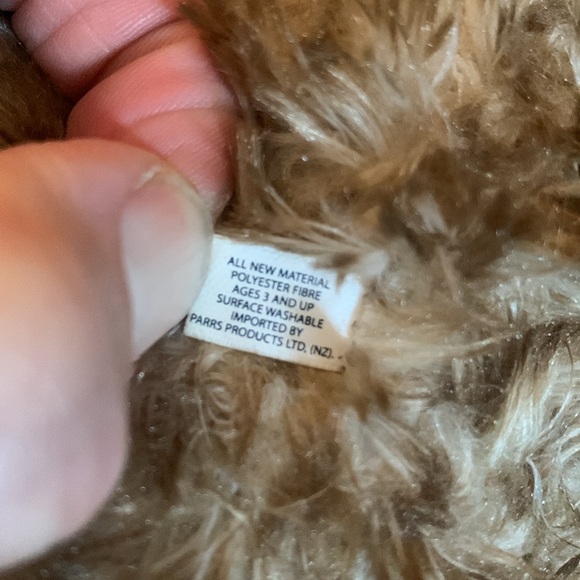 ALL NEW MATERIAL
POLYESTER FIBRE
AGES 3 AND UP
SURFACE WASHABLE
IMPORTED BY
PARRS PRODUCTS LTD, (NZ).